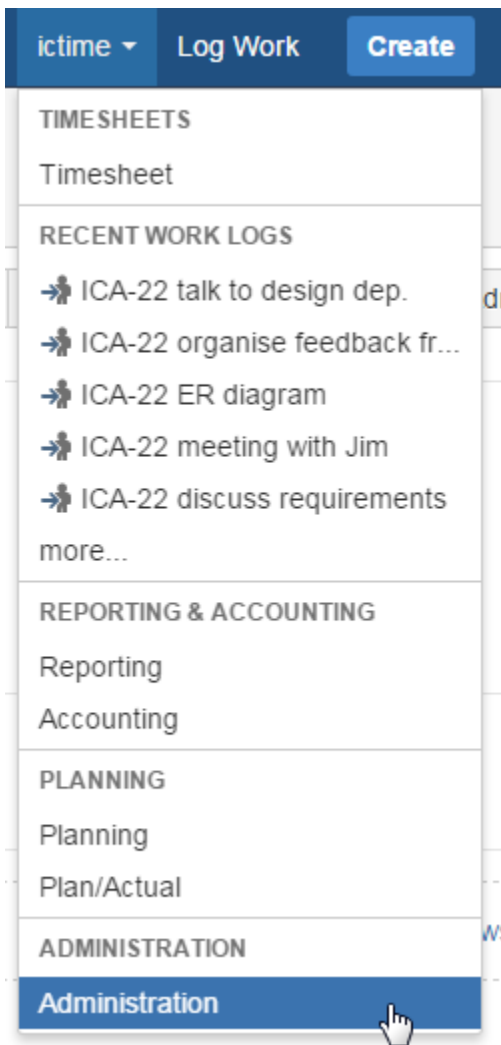 ictime Log Work Create
TIMESHEETS
Timesheet
RECENT WORK LOGS
ICA-22 talk to design dep.
ICA-22 organise feedback fr...
ICA-22 ER diagram
ICA-22 meeting with Jim
ICA-22 discuss requirements
more...
REPORTING & ACCOUNTING
Reporting
Accounting
PLANNING
Planning
Plan/Actual
ADMINISTRATION
Administration